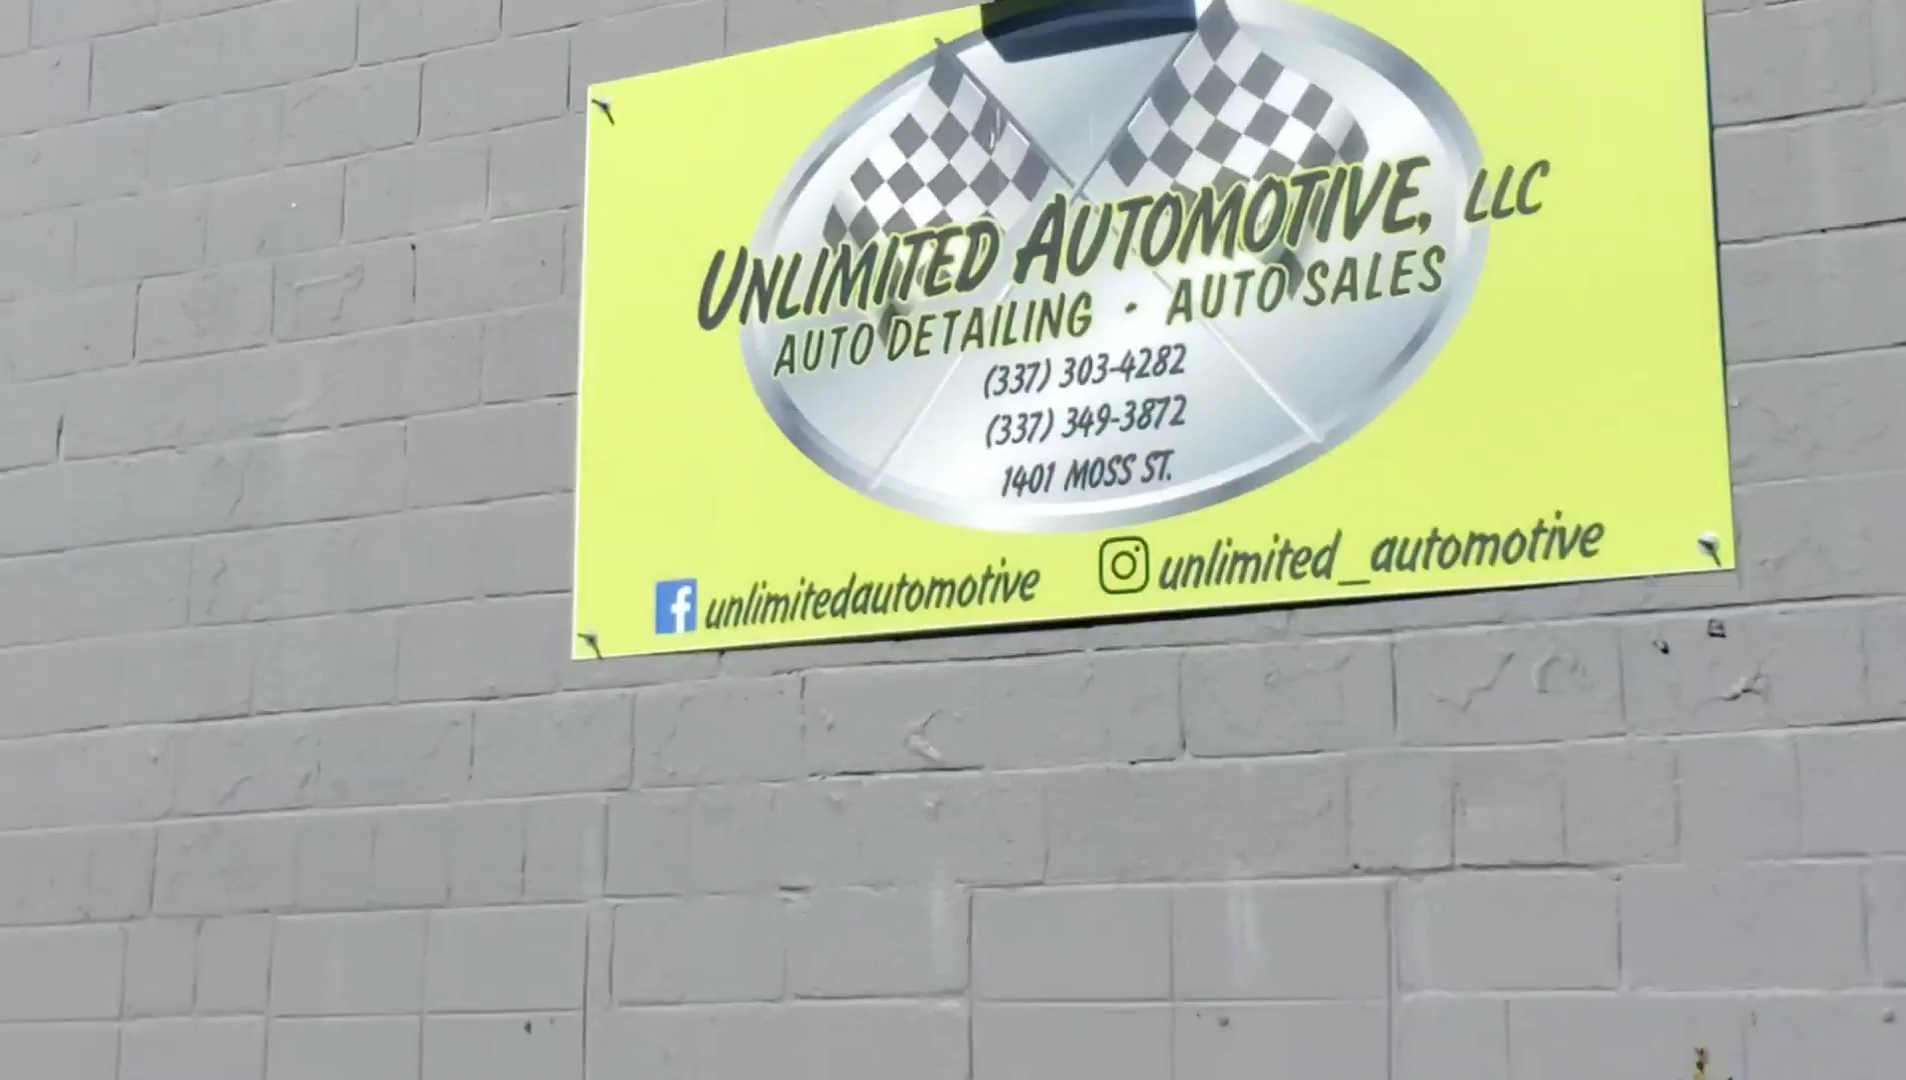 UNLIMITED AUTOMOTIVE, LLC
AUTO DETAILING · AUTO SALES
(337) 303-4282
(337) 349-3872
1401 MOSS ST.
f unlimitedautomotive
unlimited_automotive